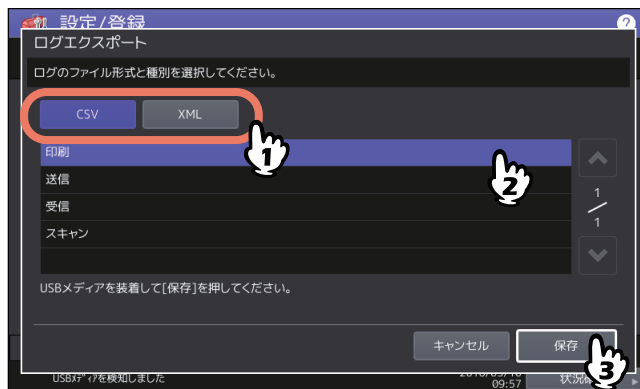 設定/登録
?
ログエクスポート
ログのファイル形式と種別を選択してください。
CSV XML
1
印刷
2
送信
受信
スキャン
1
1
USBメディアを装着して[保存]を押してください。
キャンセル 保存
3
USBﾒﾃﾞｨｱを検知しました
09:57